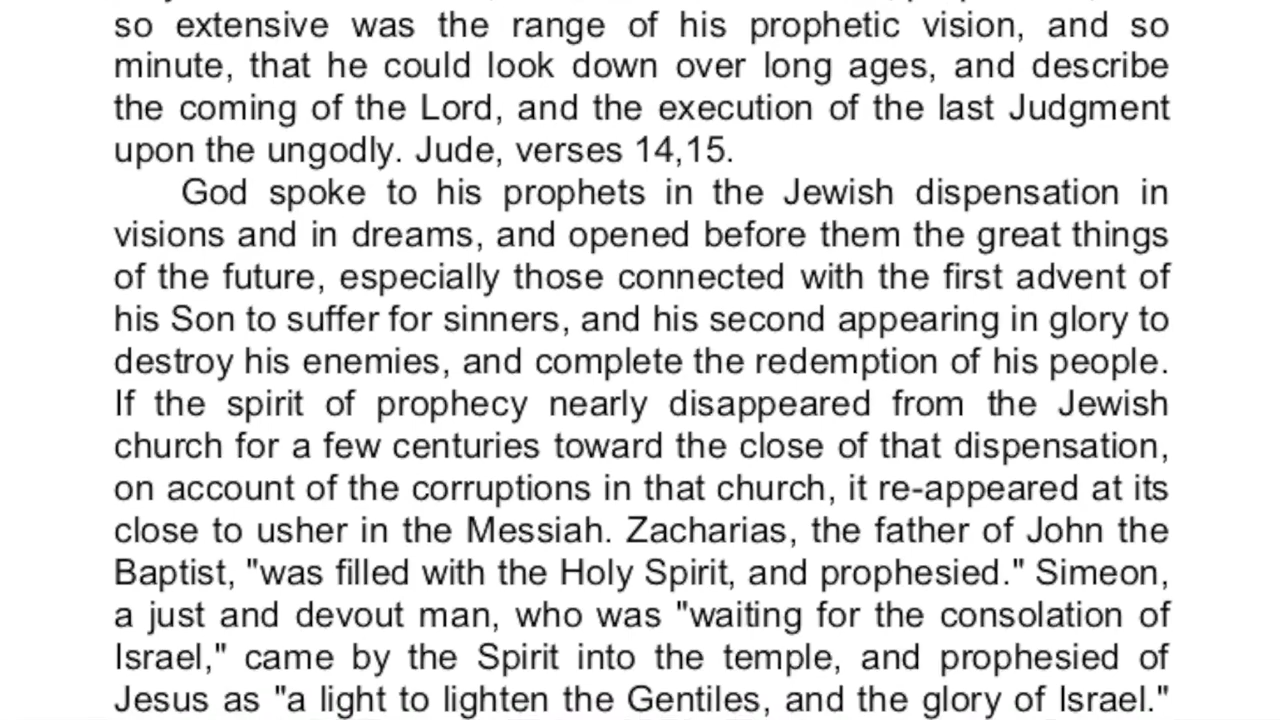 so extensive was the range of his prophetic vision, and so
minute, that he could look down over long ages, and describe
the coming of the Lord, and the execution of the last Judgment
upon the ungodly. Jude, verses 14,15.
God spoke to his prophets in the Jewish dispensation in
visions and in dreams, and opened before them the great things
of the future, especially those connected with the first advent of
his Son to suffer for sinners, and his second appearing in glory to
destroy his enemies, and complete the redemption of his people.
If the spirit of prophecy nearly disappeared from the Jewish
church for a few centuries toward the close of that dispensation,
on account of the corruptions in that church, it re-appeared at its
close to usher in the Messiah. Zacharias, the father of John the
Baptist, "was filled with the Holy Spirit, and prophesied." Simeon,
a just and devout man, who was "waiting for the consolation of
Israel," came by the Spirit into the temple, and prophesied of
Jesus as "a light to lighten the Gentiles, and the glory of Israel."